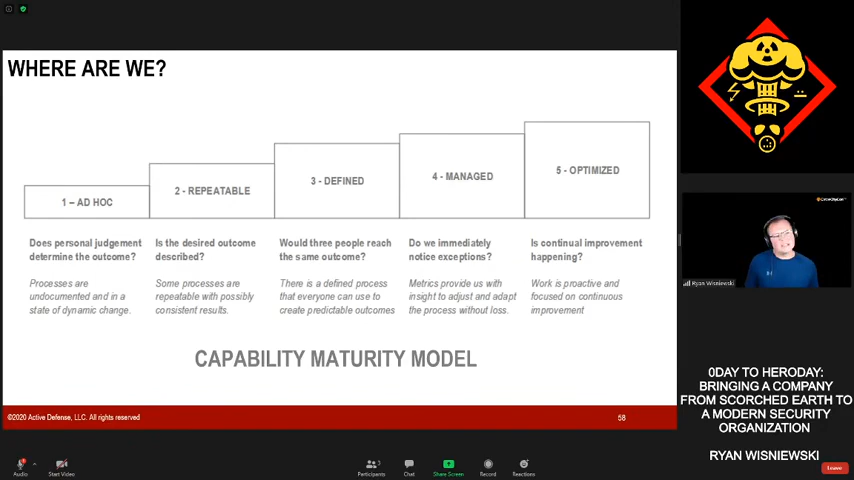 WHERE ARE WE?
1 – AD HOC
2 - REPEATABLE
3 - DEFINED
4 - MANAGED
5 - OPTIMIZED
Does personal judgement
determine the outcome?
Processes are
undocumented and in a
state of dynamic change.
Is the desired outcome
described?
Some processes are
repeatable with possibly
consistent results.
Would three people reach
the same outcome?
There is a defined process
that everyone can use to
create predictable outcomes
Do we immediately
notice exceptions?
Metrics provide us with
insight to adjust and adapt
the process without loss.
Is continual improvement
happening?
Work is proactive and
focused on continuous
improvement
CAPABILITY MATURITY MODEL
©2020 Active Defense, LLC. All rights reserved
58
Ryan Wisniewski
0DAY TO HERODAY:
BRINGING A COMPANY
FROM SCORCHED EARTH TO
A MODERN SECURITY
ORGANIZATION
RYAN WISNIEWSKI
Audio
Start Video
Participants
5
Chat
Share Screen
Record
Reactions
Leave